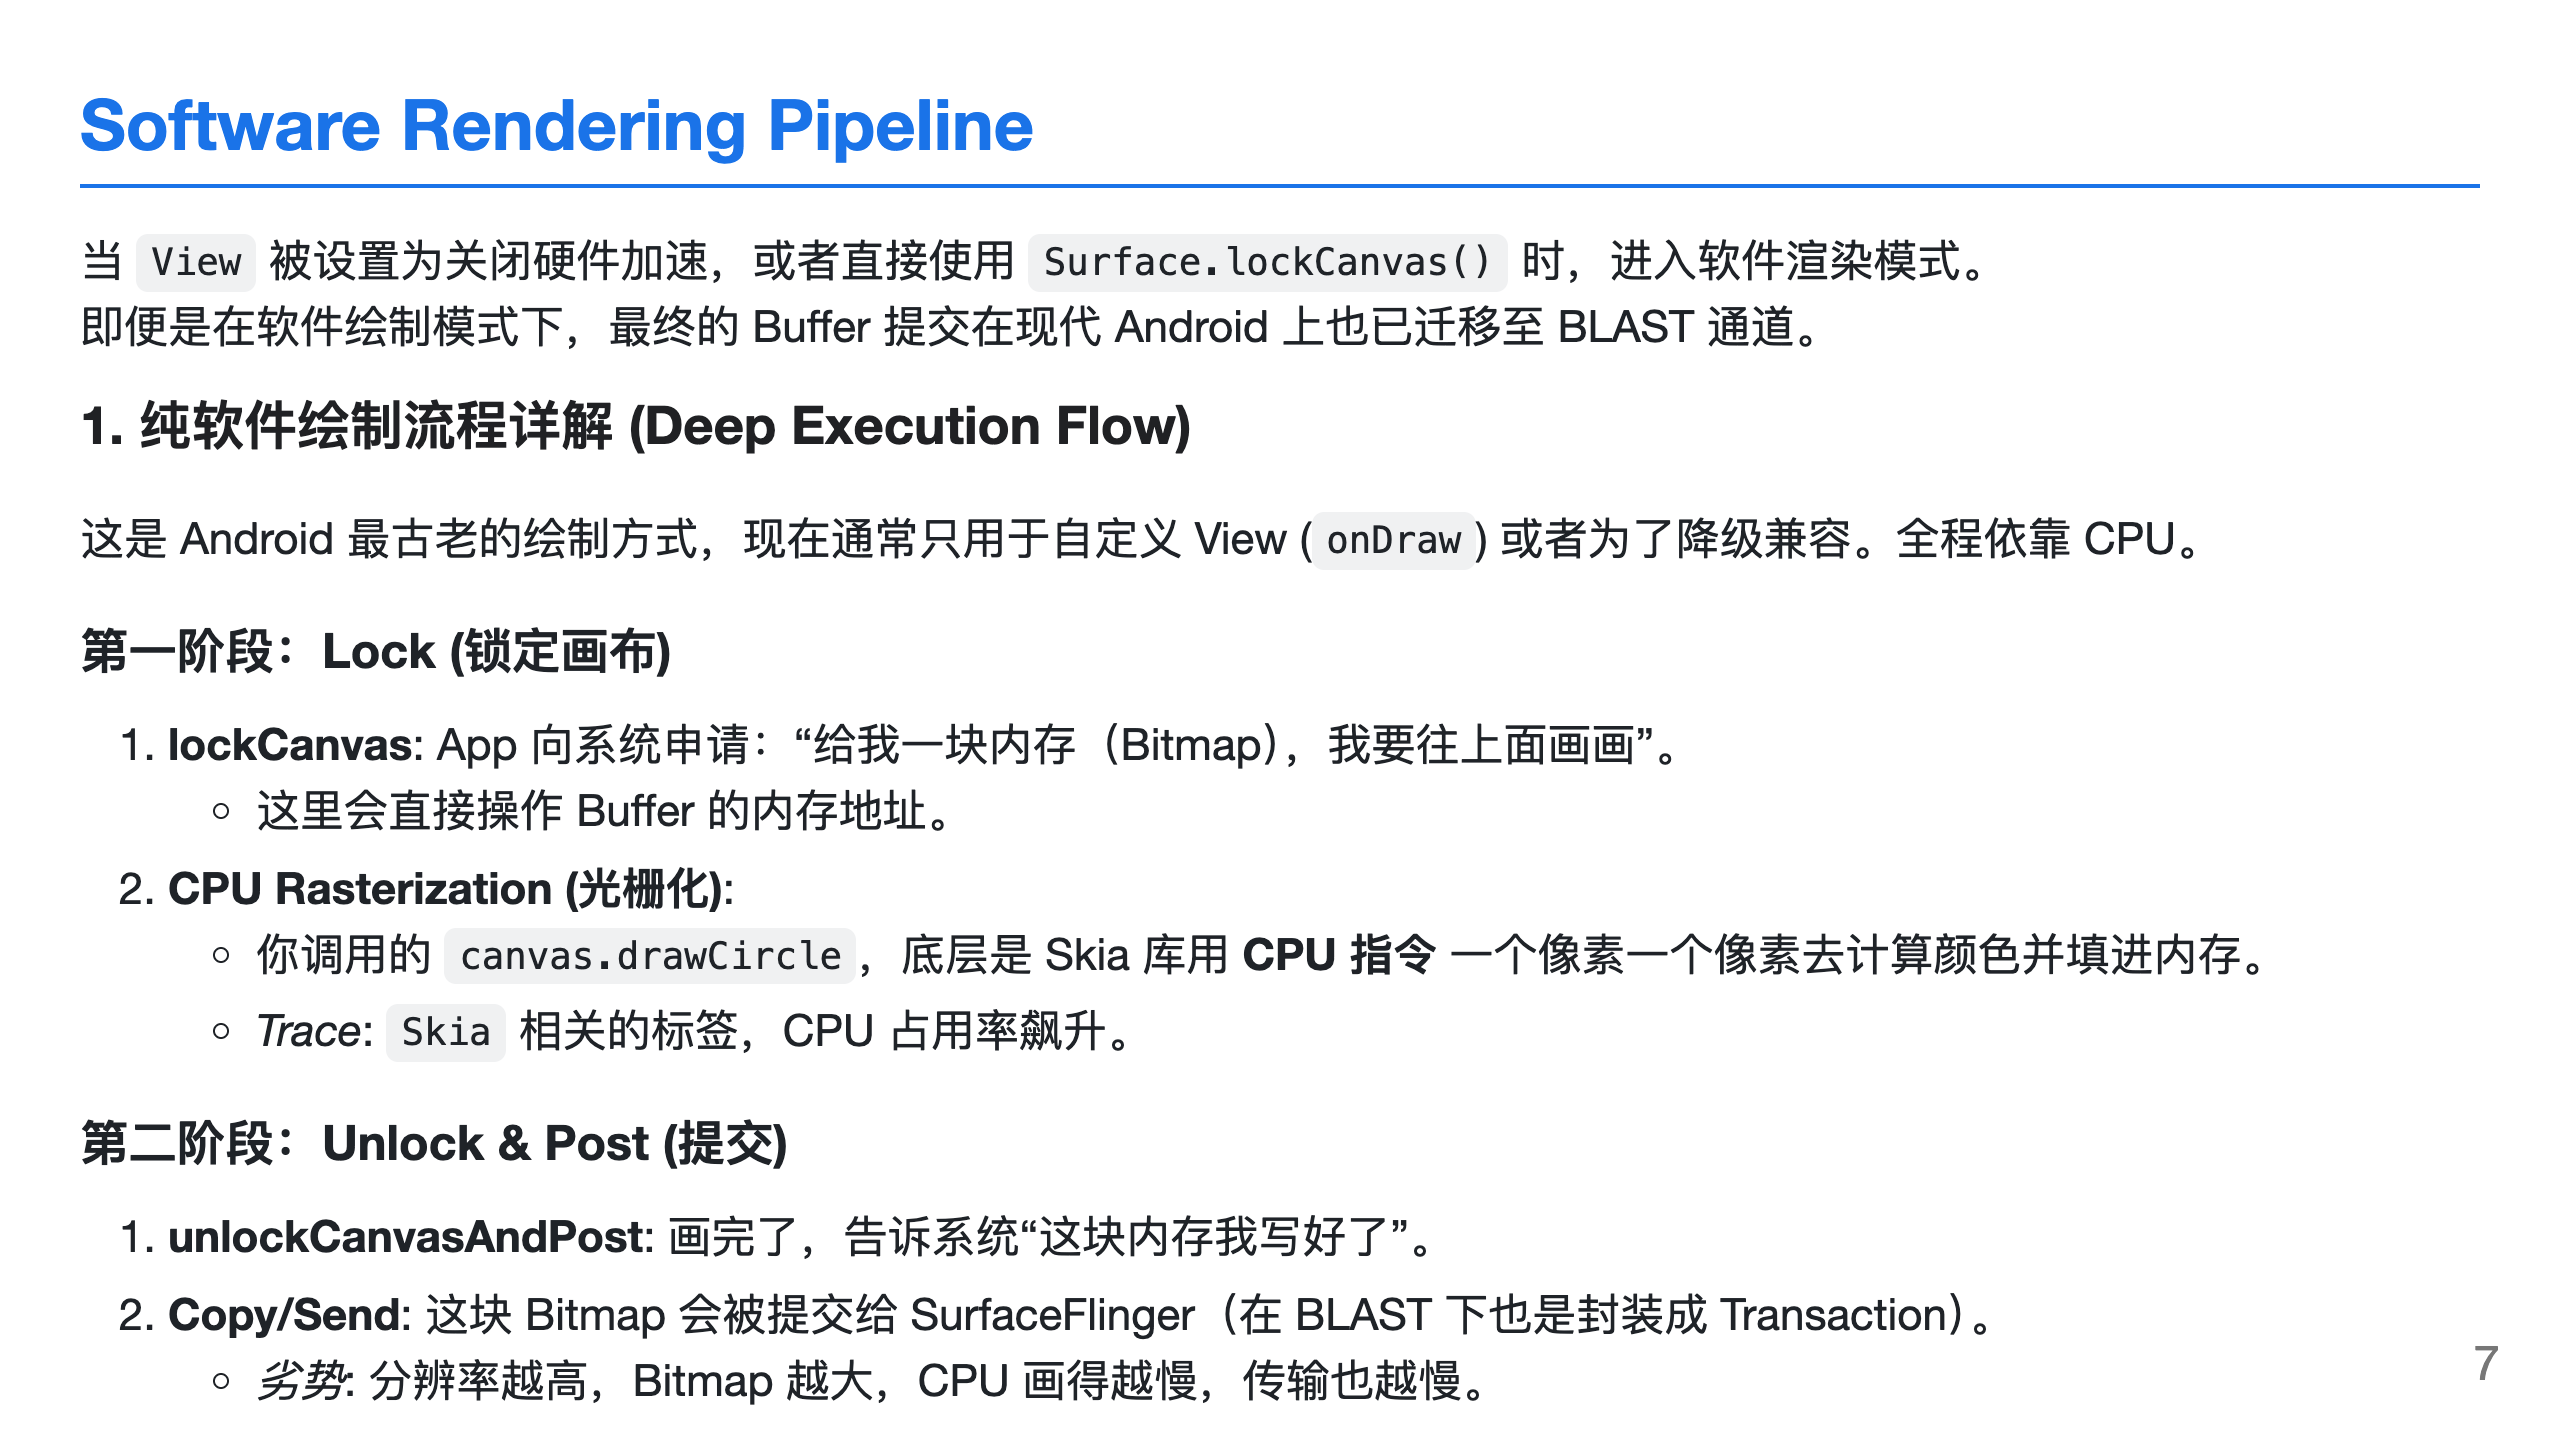 Software Rendering Pipeline
当 View 被设置为关闭硬件加速，或者直接使用 Surface.lockCanvas() 时，进入软件渲染模式。
即便是在软件绘制模式下，最终的 Buffer 提交在现代 Android 上也已迁移至 BLAST 通道。
1. 纯软件绘制流程详解 (Deep Execution Flow)
这是 Android 最古老的绘制方式，现在通常只用于自定义 View (onDraw) 或者为了降级兼容。全程依靠 CPU。
第一阶段：Lock (锁定画布)
1. lockCanvas: App 向系统申请：“给我一块内存（Bitmap），我要往上面画画”。
○ 这里会直接操作 Buffer 的内存地址。
2. CPU Rasterization (光栅化):
○ 你调用的 canvas.drawCircle，底层是 Skia 库用 CPU 指令 一个像素一个像素去计算颜色并填进内存。
○ Trace: Skia 相关的标签，CPU 占用率飙升。
第二阶段：Unlock & Post (提交)
1. unlockCanvasAndPost: 画完了，告诉系统“这块内存我写好了”。
2. Copy/Send: 这块 Bitmap 会被提交给 SurfaceFlinger（在 BLAST 下也是封装成 Transaction）。
○ 劣势: 分辨率越高，Bitmap 越大，CPU 画得越慢，传输也越慢。
7